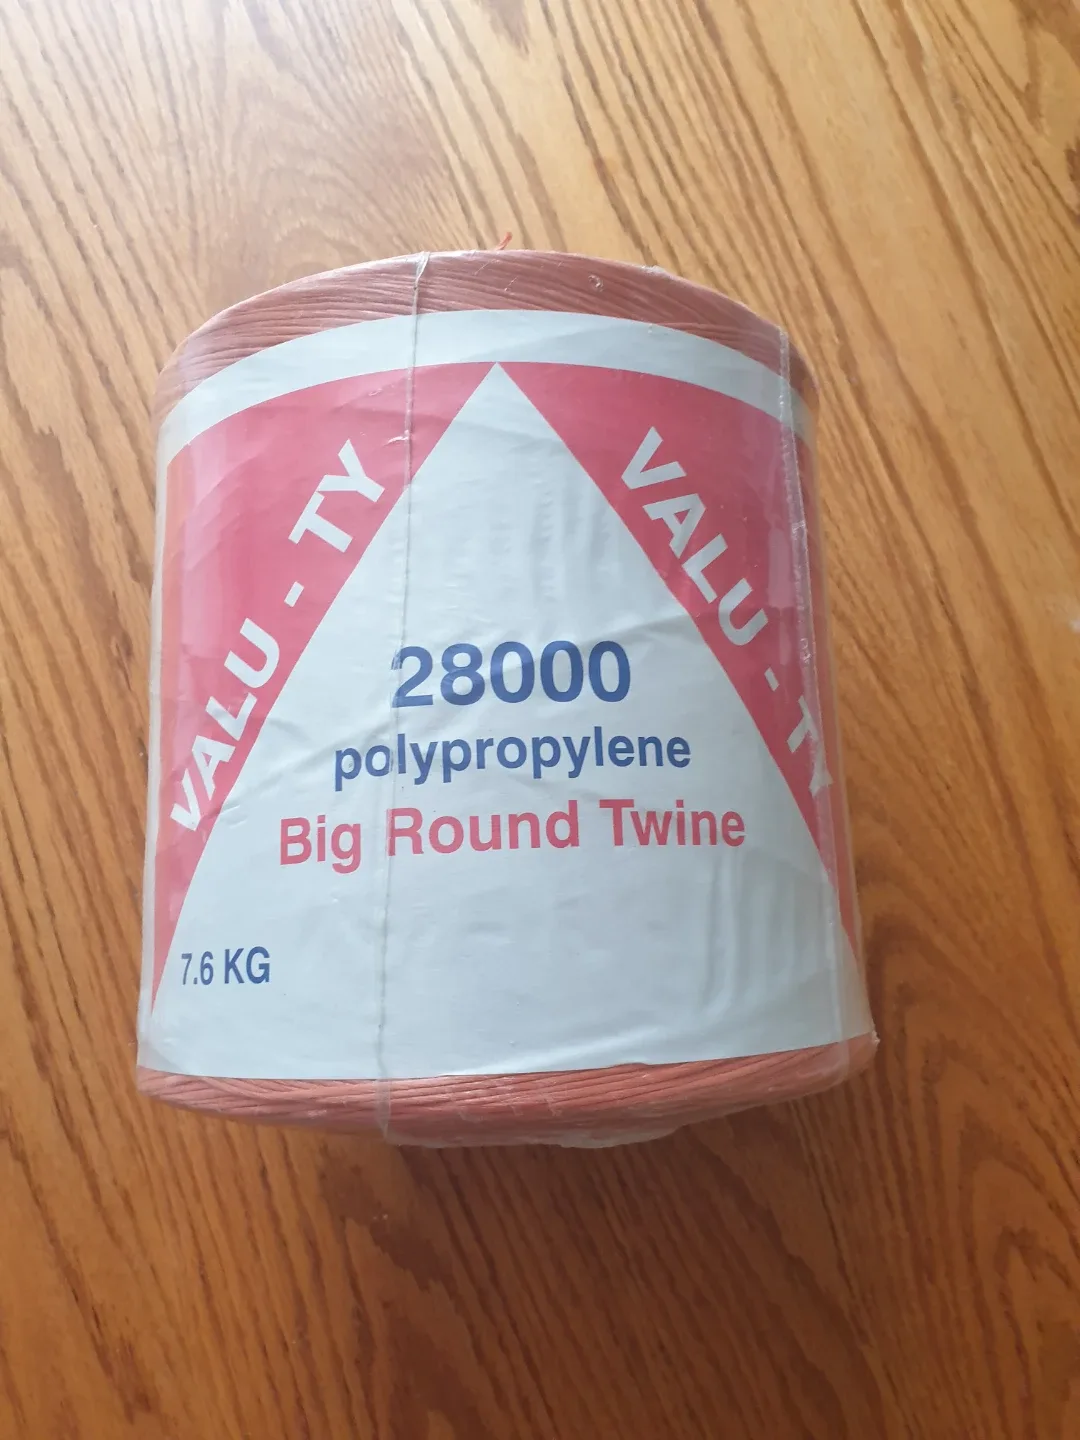 VALU - TY
VALU - TY
28000
polypropylene
Big Round Twine
7.6 KG